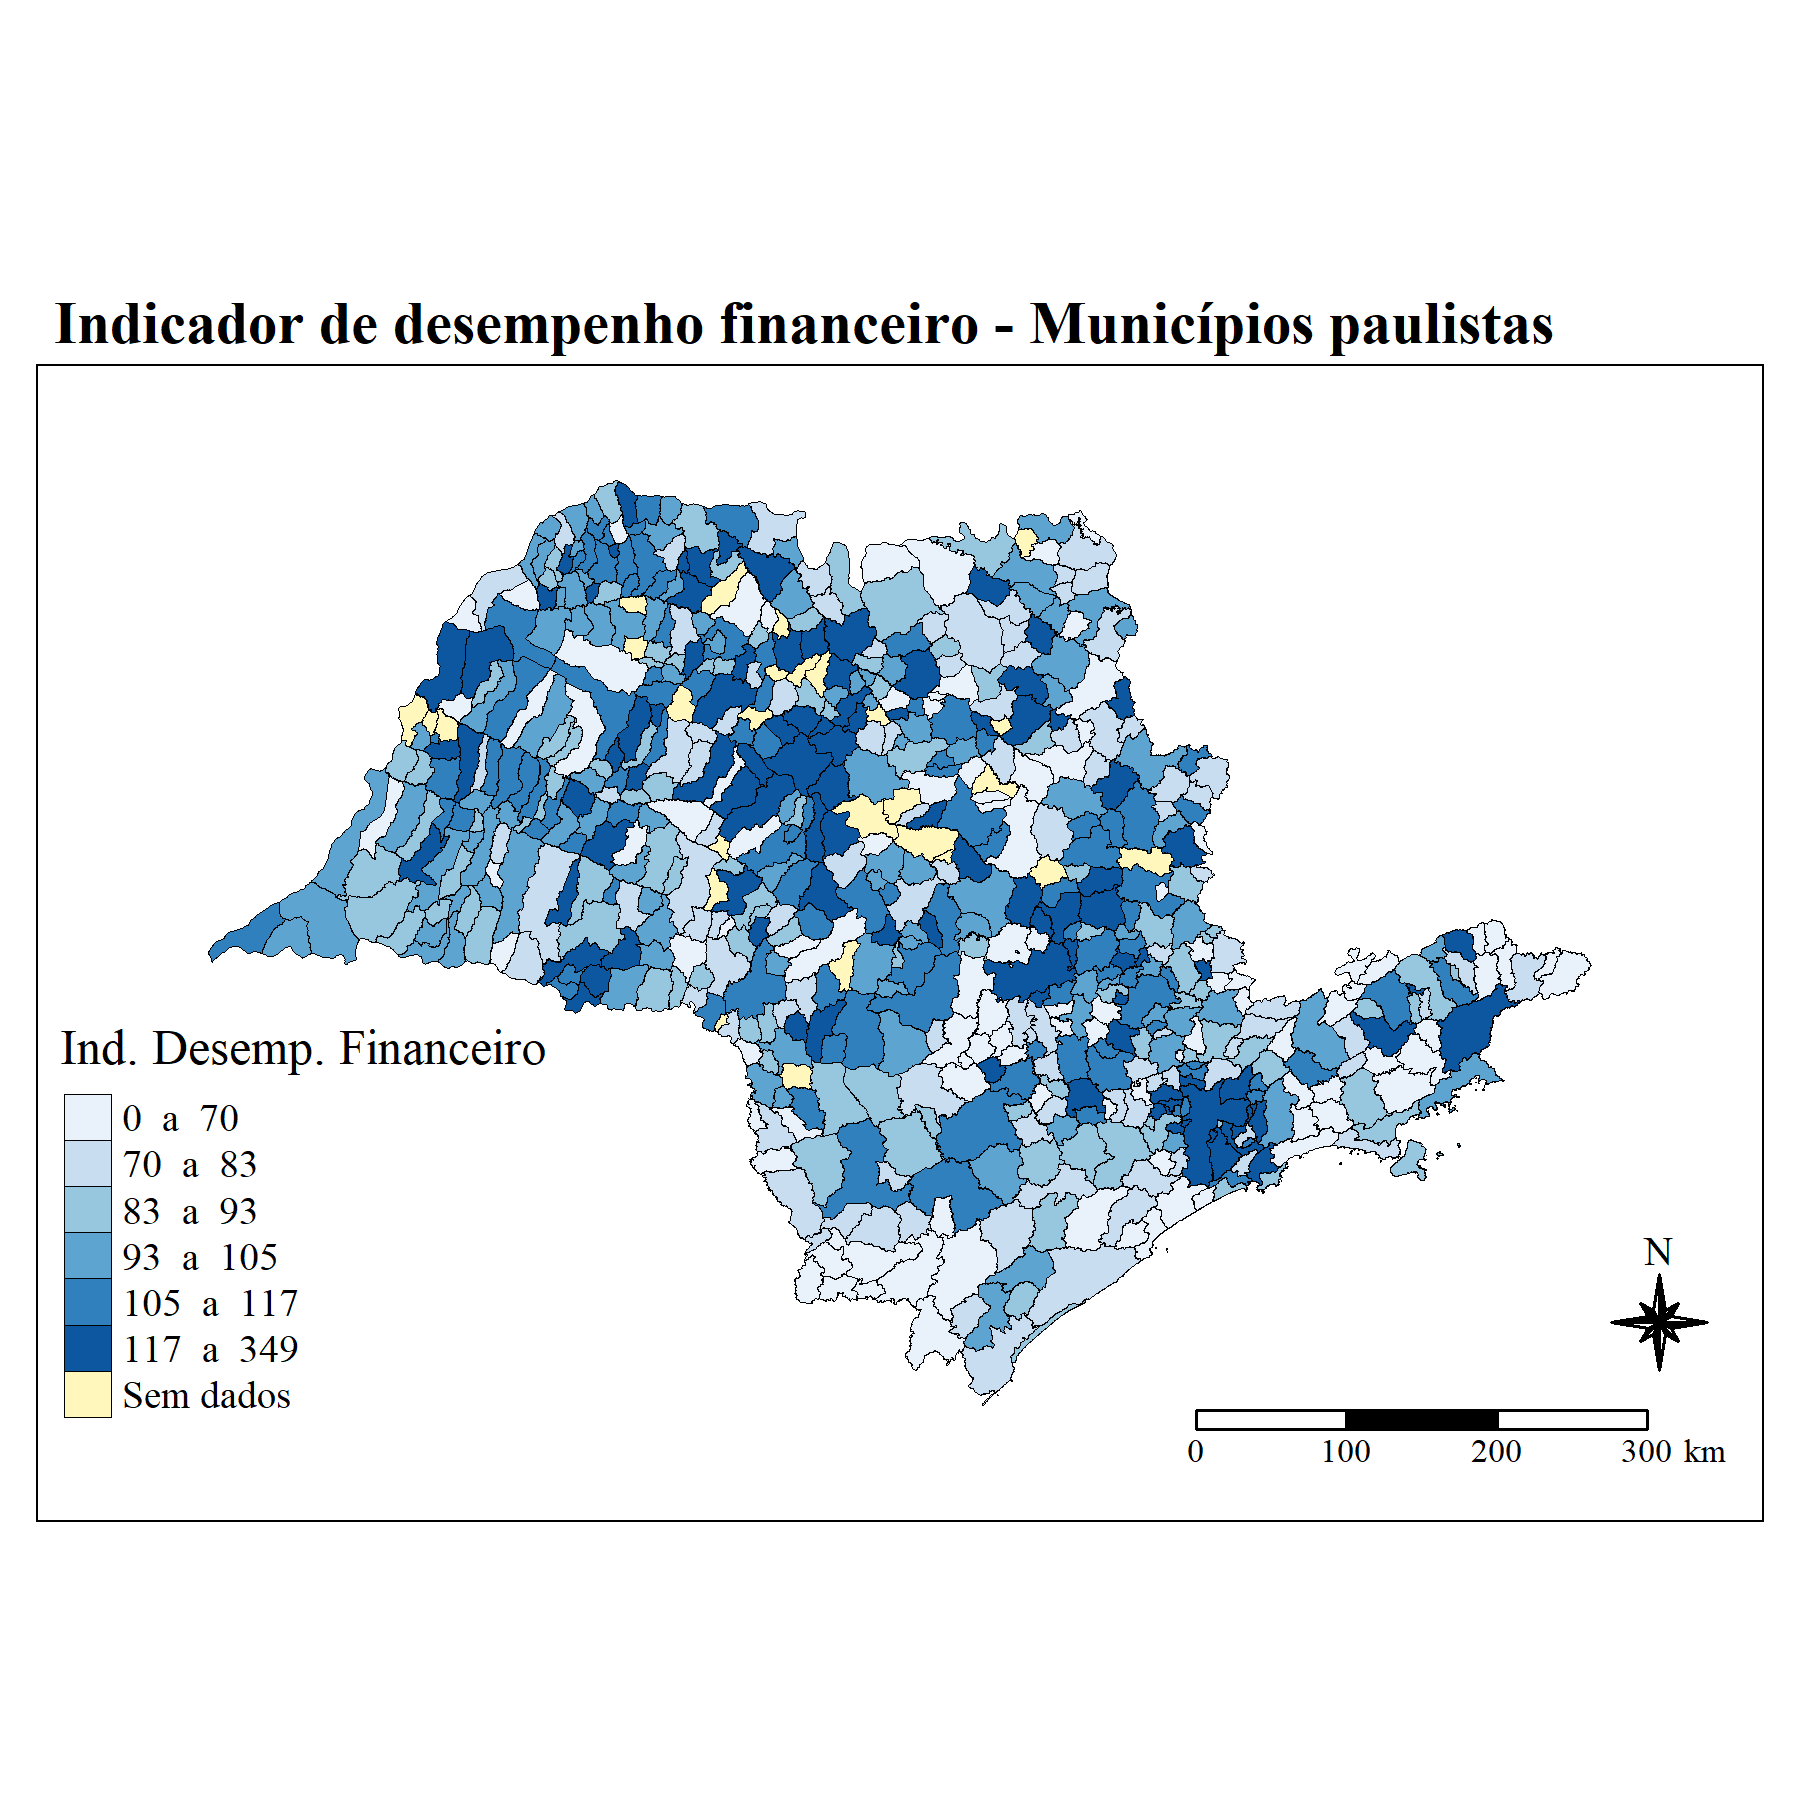 Indicador de desempenho financeiro - Municípios paulistas
Ind. Desemp. Financeiro
0 a 70
70 a 83
83 a 93
93 a 105
105 a 117
117 a 349
Sem dados
N
0 100 200 300 km